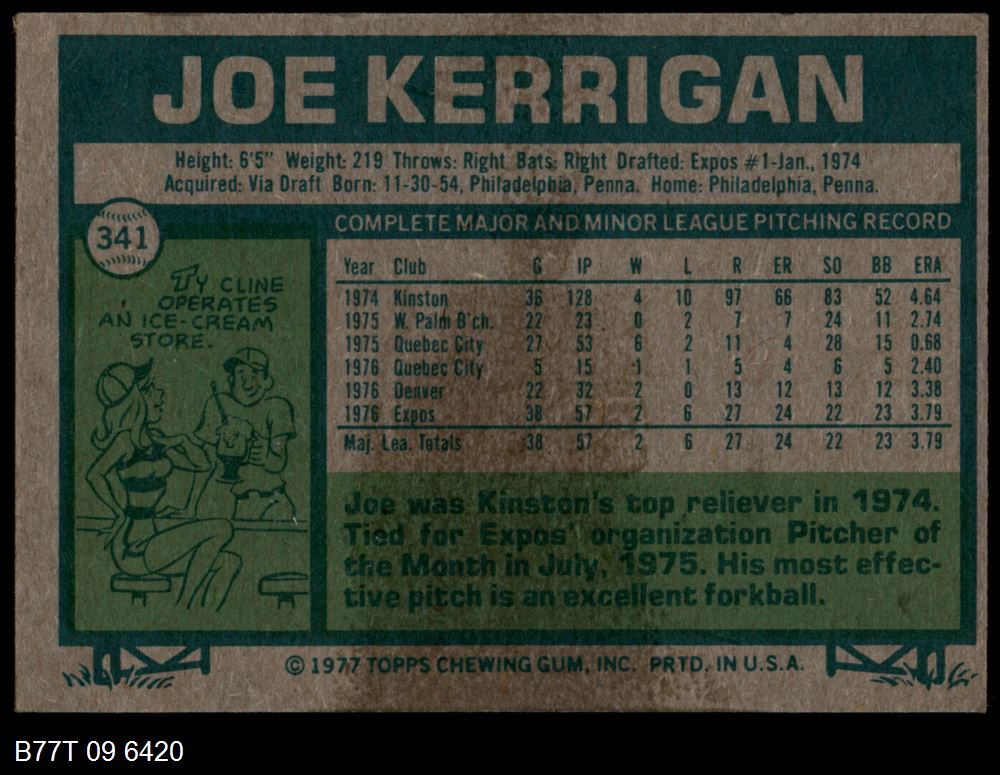 JOE KERRIGAN
Height: 6'5" Weight: 219 Throws: Right Bats: Right Drafted: Expos #1-Jan., 1974
Acquired: Via Draft Born: 11-30-54, Philadelphia, Penna. Home: Philadelphia, Penna.
341
TY CLINE
OPERATES
AN ICE-CREAM
STORE.
COMPLETE MAJOR AND MINOR LEAGUE PITCHING RECORD
Year Club G IP W L R ER SO BB ERA
1974 Kinston 36 128 4 10 97 66 83 52 4.64
1975 W. Palm B'ch. 22 23 0 2 7 7 24 11 2.74
1975 Quebec City 27 53 6 2 11 4 28 15 0.68
1976 Quebec City 5 15 1 1 5 4 6 5 2.40
1976 Denver 22 32 2 0 13 12 13 12 3.38
1976 Expos 38 57 2 6 27 24 22 23 3.79
Maj. Lea. Totals 38 57 2 6 27 24 22 23 3.79
Joe was Kinston's top reliever in 1974.
Tied for Expos' organization Pitcher of
the Month in July, 1975. His most effec-
tive pitch is an excellent forkball.
© 1977 TOPPS CHEWING GUM, INC. PRTD. IN U.S.A.
B77T 09 6420